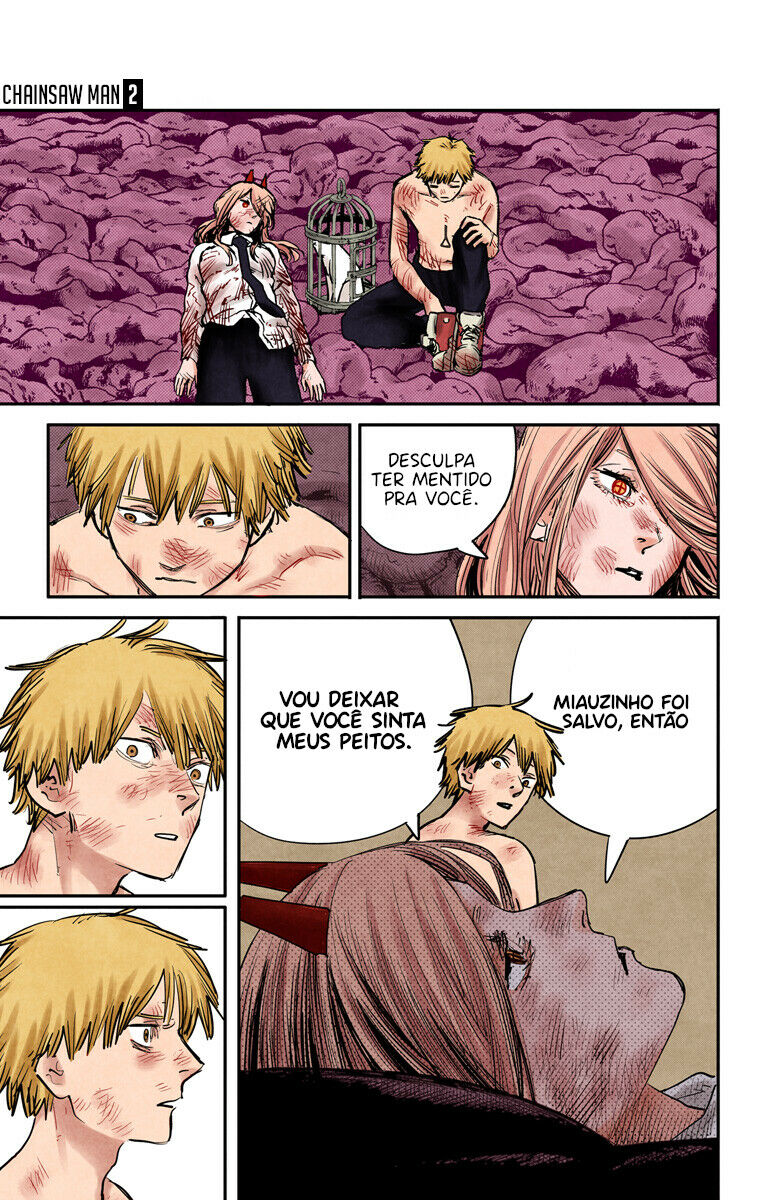 CHAINSAW MAN 2
DESCULPA
TER MENTIDO
PRA VOCÊ.
MIAUZINHO FOI
SALVO, ENTÃO
VOU DEIXAR
QUE VOCÊ SINTA
MEUS PEITOS.